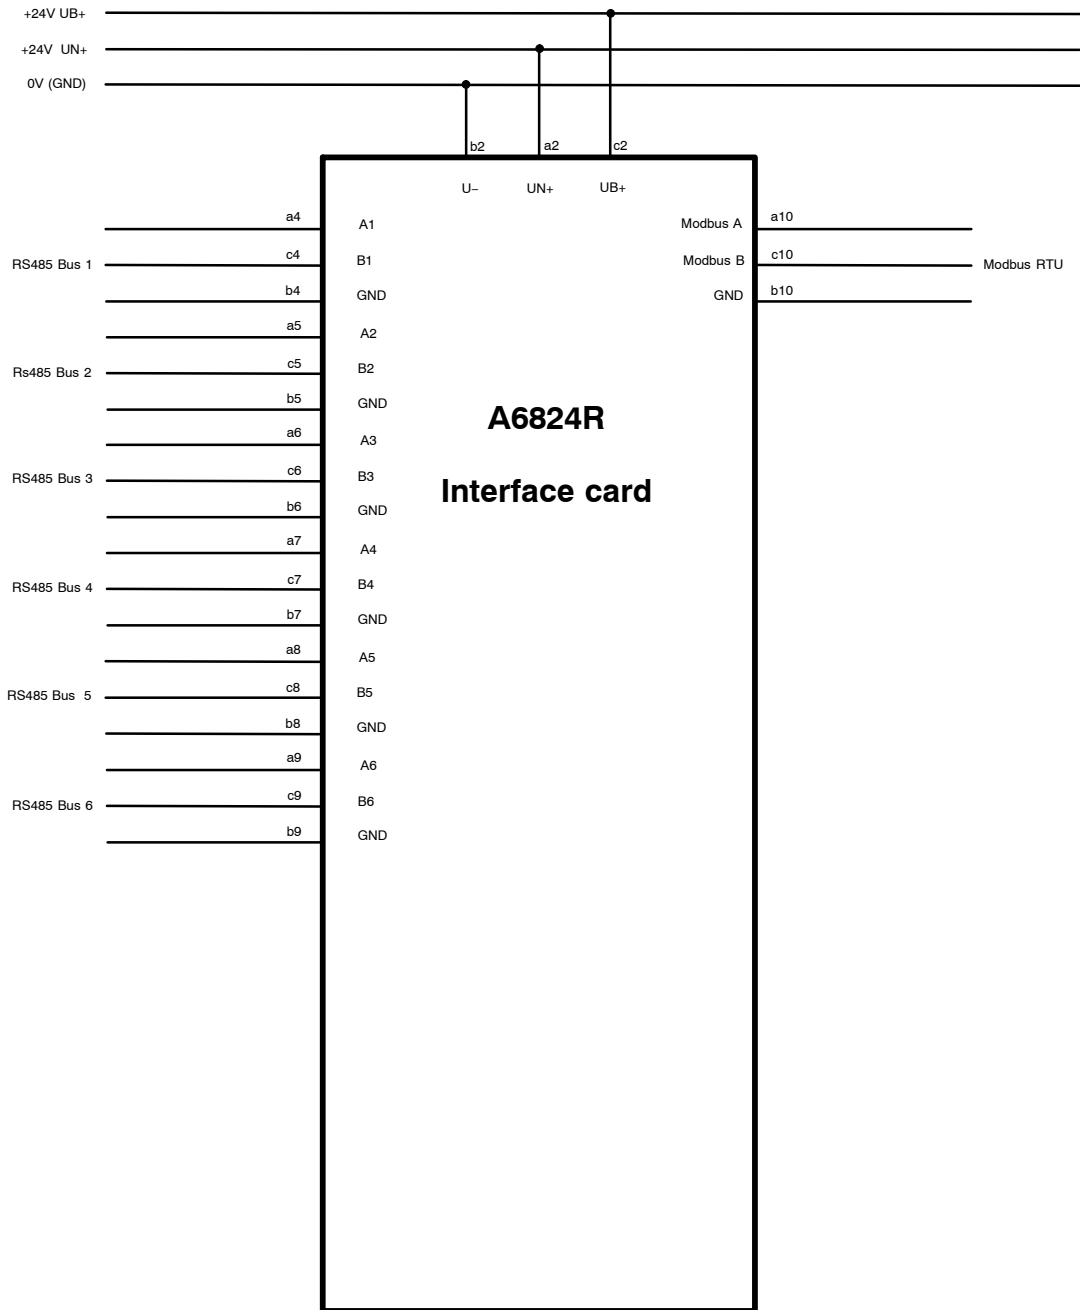 +24V UB+
+24V UN+
0V (GND)
b2 a2 c2
U− UN+ UB+
a4 A1 Modbus A a10
RS485 Bus 1 c4 B1 Modbus B c10 Modbus RTU
b4 GND GND b10
a5 A2
Rs485 Bus 2 c5 B2
b5 GND
A6824R
a6 A3
RS485 Bus 3 c6 B3
Interface card
b6 GND
a7 A4
RS485 Bus 4 c7 B4
b7 GND
a8 A5
RS485 Bus 5 c8 B5
b8 GND
a9 A6
RS485 Bus 6 c9 B6
b9 GND